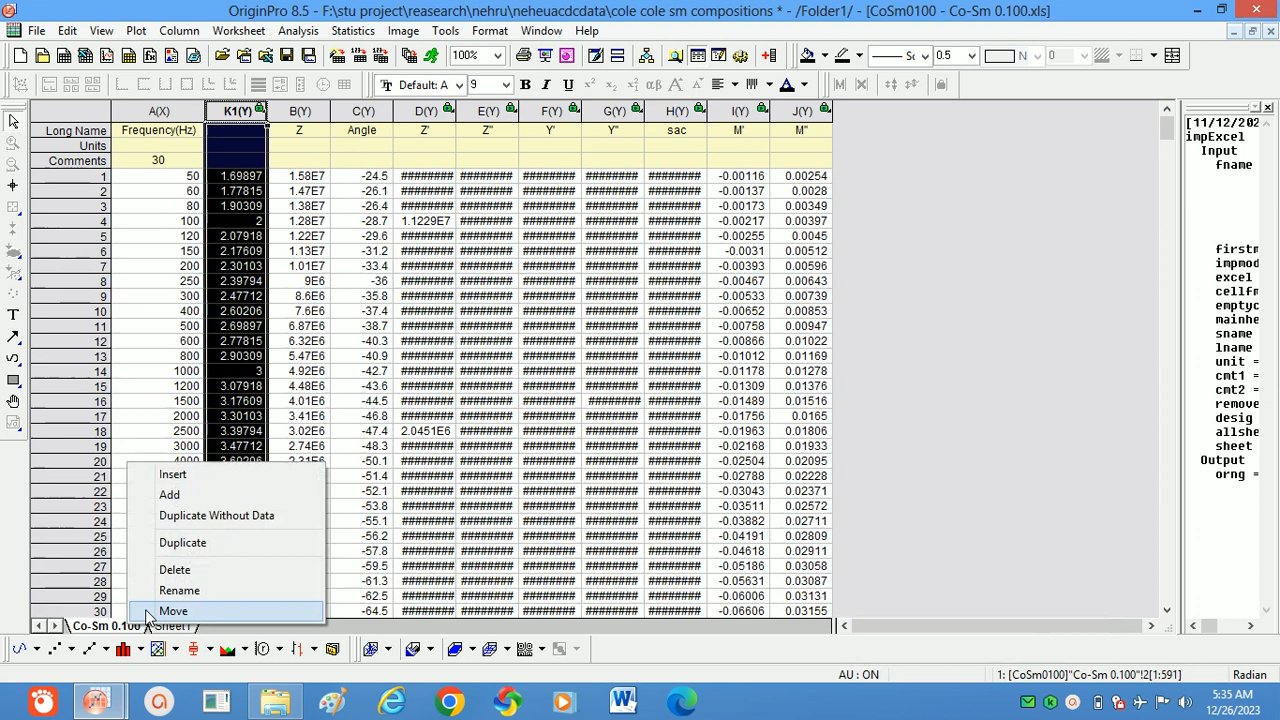 OriginPro 8.5 - F:\stu project\reasearch\nehru\neheuacdcdata\cole cole sm compositions * - /Folder1/ - [CoSm0100 - Co-Sm 0.100.xls]
File Edit View Plot Column Worksheet Analysis Statistics Image Tools Format Window Help
100% 0.5 0
Default: A 9 B I U
A(X) K1(Y) B(Y) C(Y) D(Y) E(Y) F(Y) G(Y) H(Y) I(Y) J(Y)
Long Name Frequency(Hz) Z Angle Z' Z" Y' Y" sac M' M"
Units
Comments 30
1 50 1.69897 1.58E7 -24.5 ######## ######## ######## ######## ######## -0.00116 0.00254
2 60 1.77815 1.47E7 -26.1 ######## ######## ######## ######## ######## -0.00137 0.0028
3 80 1.90309 1.38E7 -26.4 ######## ######## ######## ######## ######## -0.00173 0.00349
4 100 2 1.28E7 -28.7 1.1229E7 ######## ######## ######## ######## -0.00217 0.00397
5 120 2.07918 1.22E7 -29.6 ######## ######## ######## ######## ######## -0.00255 0.0045
6 150 2.17609 1.13E7 -31.2 ######## ######## ######## ######## ######## -0.0031 0.00512
7 200 2.30103 1.01E7 -33.4 ######## ######## ######## ######## ######## -0.00393 0.00596
8 250 2.39794 9E6 -36 ######## ######## ######## ######## ######## -0.00467 0.00643
9 300 2.47712 8.6E6 -35.8 ######## ######## ######## ######## ######## -0.00533 0.00739
10 400 2.60206 7.6E6 -37.4 ######## ######## ######## ######## ######## -0.00652 0.00853
11 500 2.69897 6.87E6 -38.7 ######## ######## ######## ######## ######## -0.00758 0.00947
12 600 2.77815 6.32E6 -40.3 ######## ######## ######## ######## ######## -0.00866 0.01022
13 800 2.90309 5.47E6 -40.9 ######## ######## ######## ######## ######## -0.01012 0.01169
14 1000 3 4.92E6 -42.7 ######## ######## ######## ######## ######## -0.01178 0.01278
15 1200 3.07918 4.48E6 -43.6 ######## ######## ######## ######## ######## -0.01309 0.01376
16 1500 3.17609 4.01E6 -44.5 ######## ######## ######## ####### ######## -0.01489 0.01516
17 2000 3.30103 3.41E6 -46.8 ######## ######## ######## ######## ######## -0.01756 0.0165
18 2500 3.39794 3.02E6 -47.4 2.0451E6 ######## ######## ######## ######## -0.01963 0.01806
19 3000 3.47712 2.74E6 -48.3 ######## ######## ######## ######## ######## -0.02168 0.01933
20 4000 3.60206 2.31E6 -50.1 ######## ######## ######## ######## ######## -0.02504 0.02095
21 -51.4 ######## ######## ######## ######## ######## -0.02788 0.02228
22 -52.1 ######## ######## ######## ######## ######## -0.03043 0.02371
23 -53.8 ######## ######## ######## ######## ######## -0.03441 0.02522
24 -55.1 ######## ######## ######## ######## ######## -0.03882 0.02711
25 -56.2 ######## ######## ######## ######## ######## -0.04191 0.02809
26 -57.8 ######## ######## ######## ######## ######## -0.04618 0.02911
27 -59.5 ######## ######## ######## ######## ######## -0.05186 0.03058
28 -61.3 ######## ######## ######## ######## ######## -0.05631 0.03087
29 -62.5 ######## ######## ######## ######## ######## -0.06033 0.03131
30 -64.5 ######## ######## ######## ######## ######## -0.06606 0.03155
Insert
Add
Duplicate Without Data
Duplicate
Delete
Rename
Move
Co-Sm 0.100 Sheet1
[11/12/202
impExcel
Input
fname
firstm
impmod
excel
cellfm
emptyc
mainhe
sname
lname
unit =
cmt1 =
cmt2 =
remove
desig
allshe
sheet
Output
orng =
AU : ON 1: [CoSm0100]"Co-Sm 0.100"!2[1:591] Radian
5:35 AM
12/26/2023